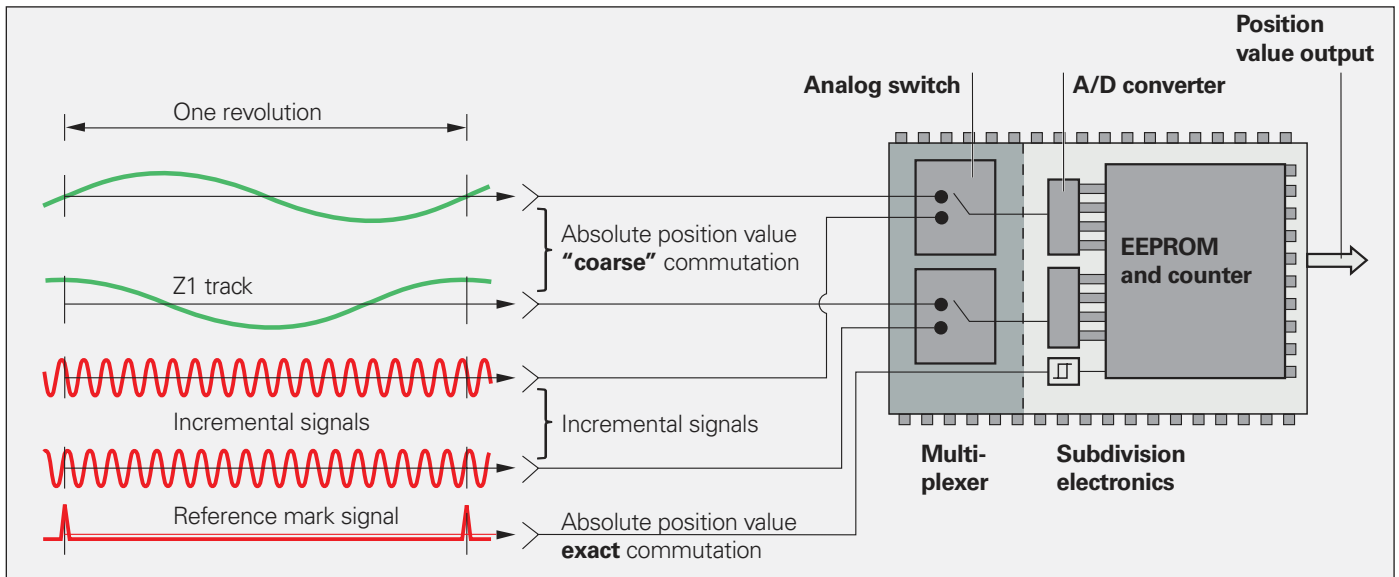 Position
value output
Analog switch
A/D converter
One revolution
Absolute position value
“coarse” commutation
EEPROM
and counter
Z1 track
Incremental signals
Incremental signals
Multi-
plexer
Subdivision
electronics
Reference mark signal
Absolute position value
exact commutation